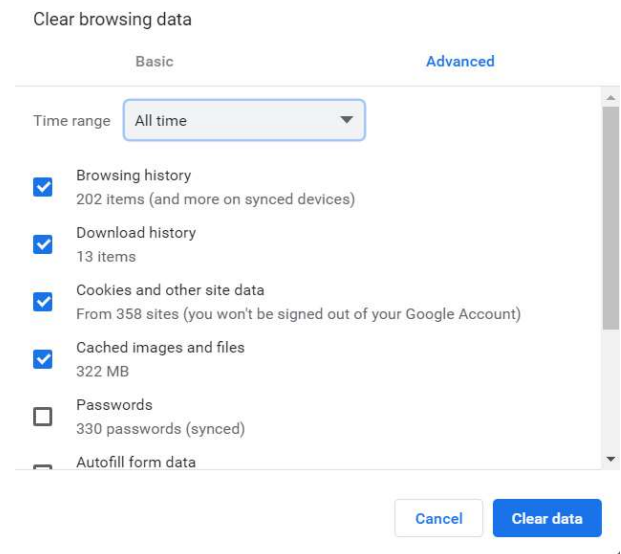 Clear browsing data
Basic
Advanced
Time range
All time
Browsing history
202 items (and more on synced devices)
Download history
13 items
Cookies and other site data
From 358 sites (you won't be signed out of your Google Account)
Cached images and files
322 MB
Passwords
330 passwords (synced)
Autofill form data
Cancel
Clear data